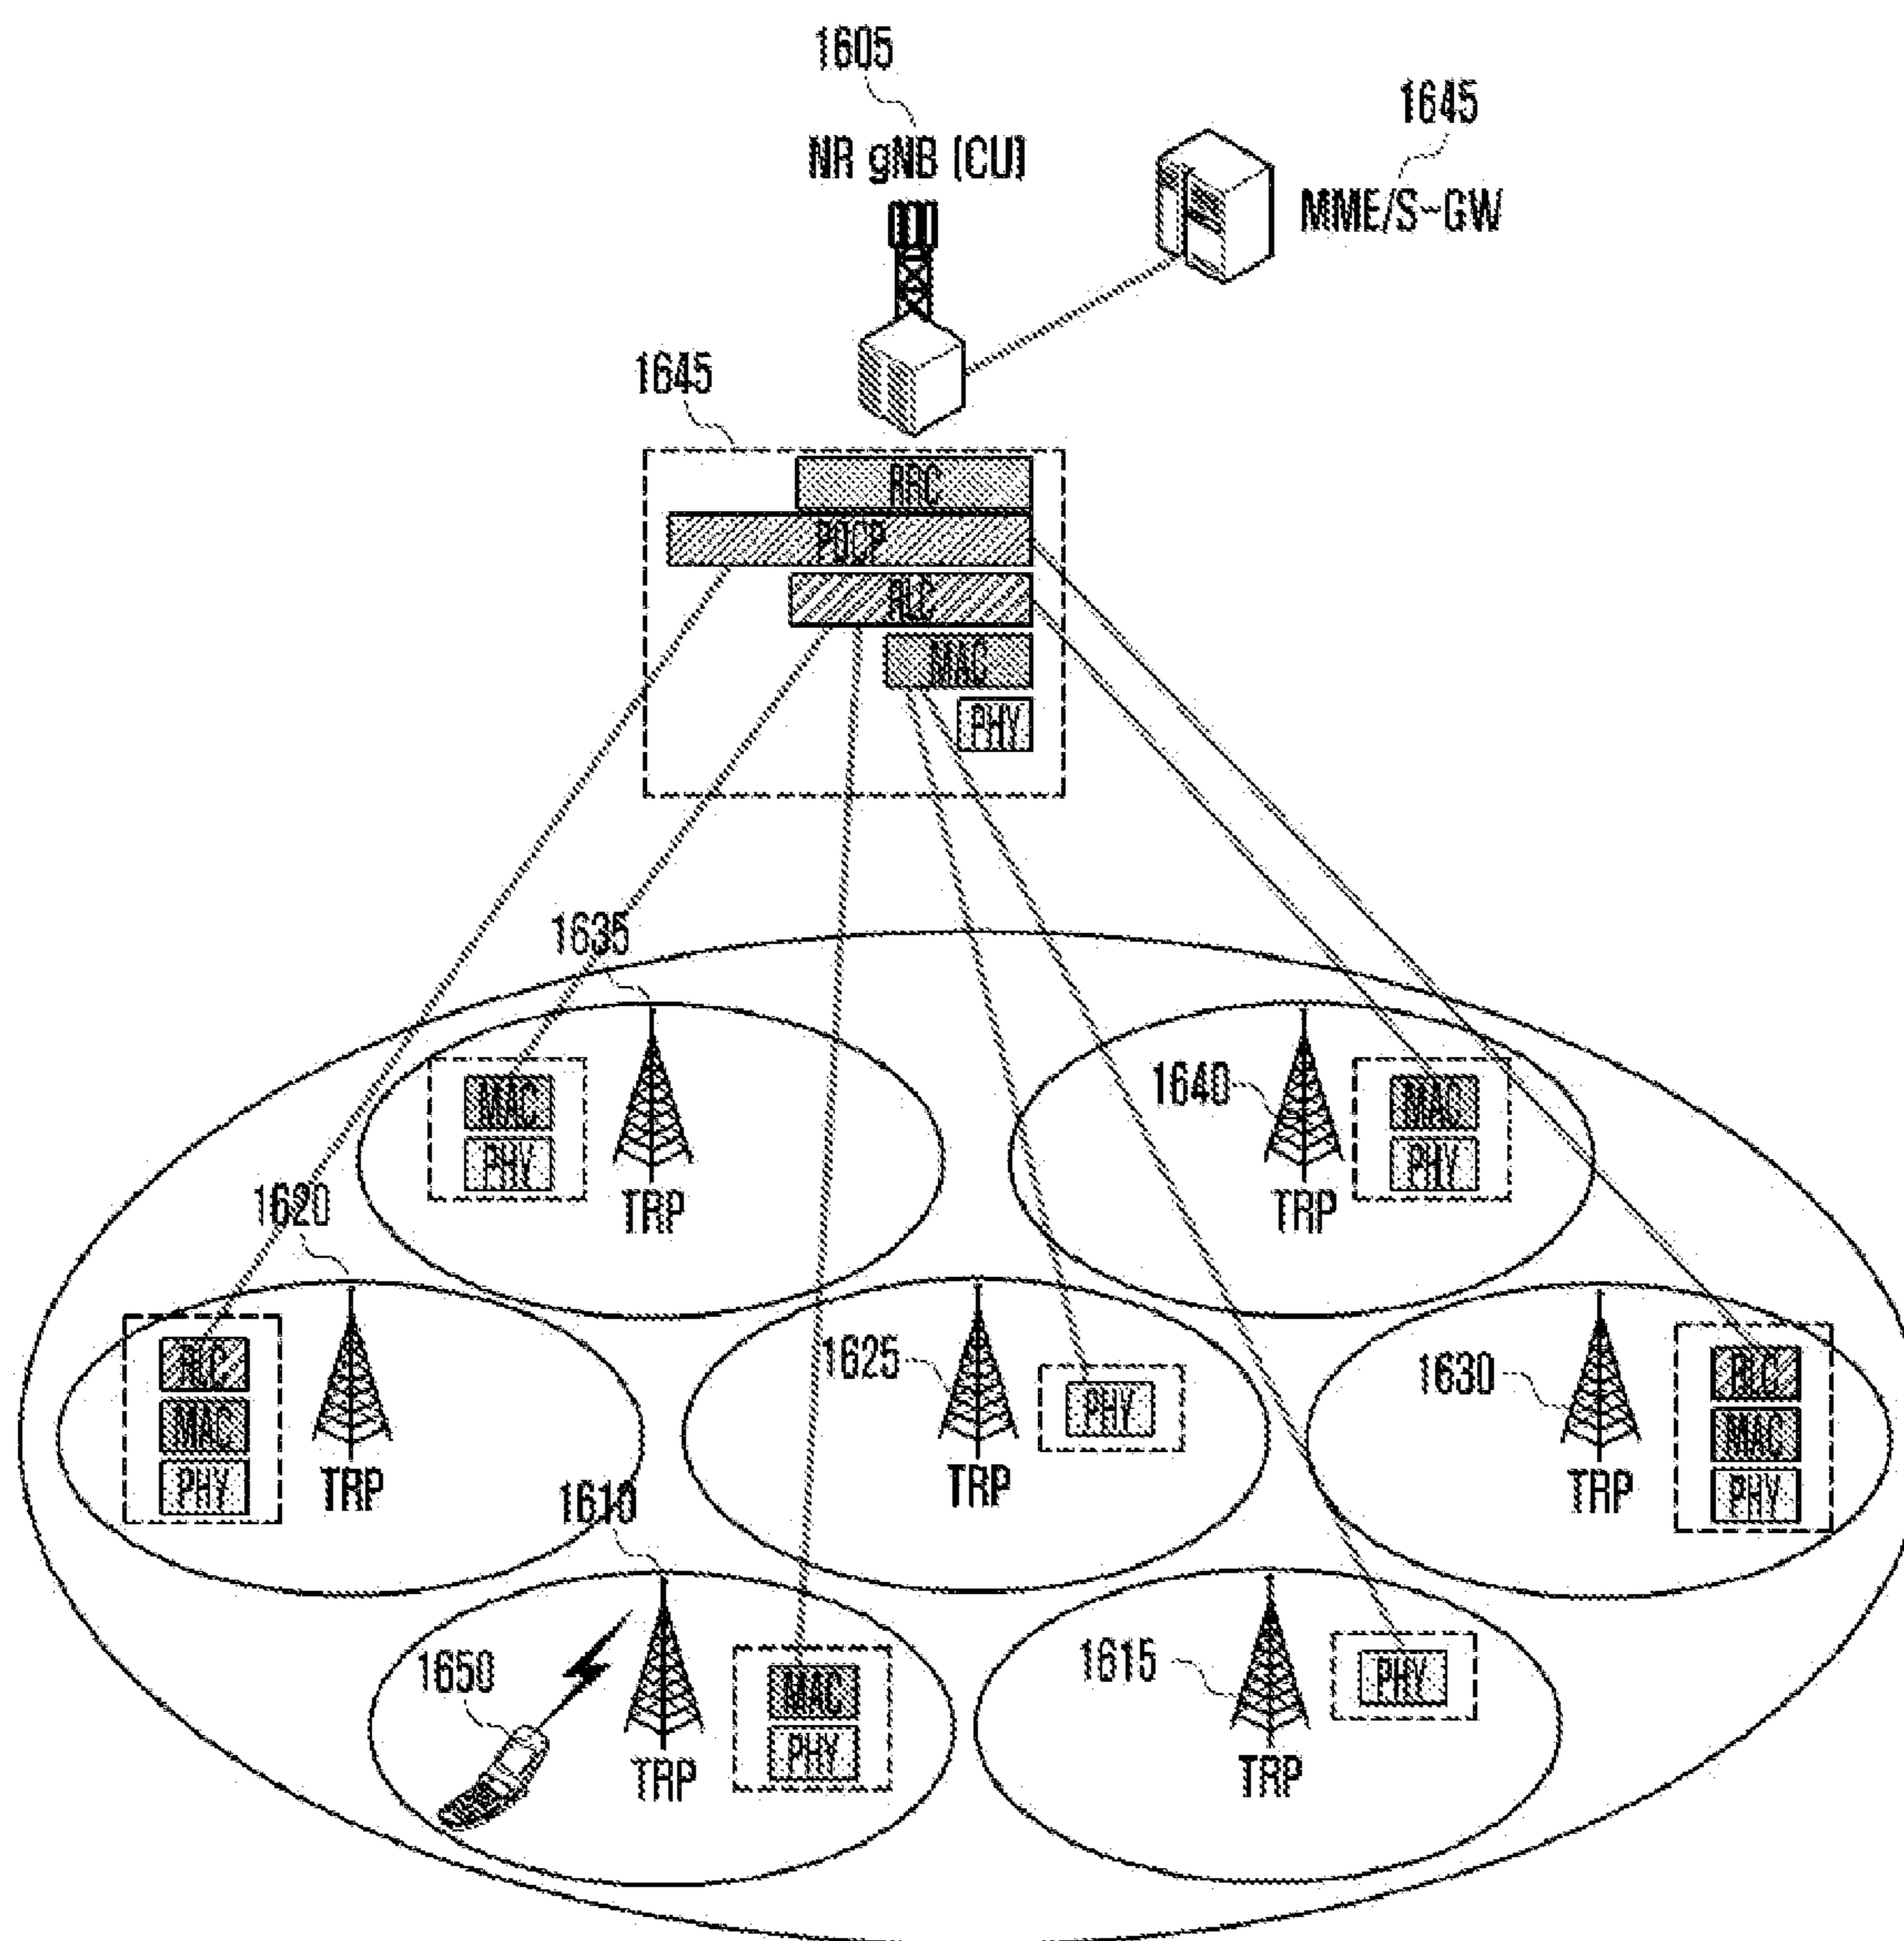 1605
NR gNB (CU)
1645
MME/S-GW
1645
RRC
PDCP
RLC
MAC
PHY
1635
MAC
PHY
TRP
1640
MAC
PHY
TRP
1620
RLC
MAC
PHY
TRP
1625
PHY
TRP
1630
RLC
MAC
PHY
TRP
1610
1650
MAC
PHY
TRP
1615
PHY
TRP